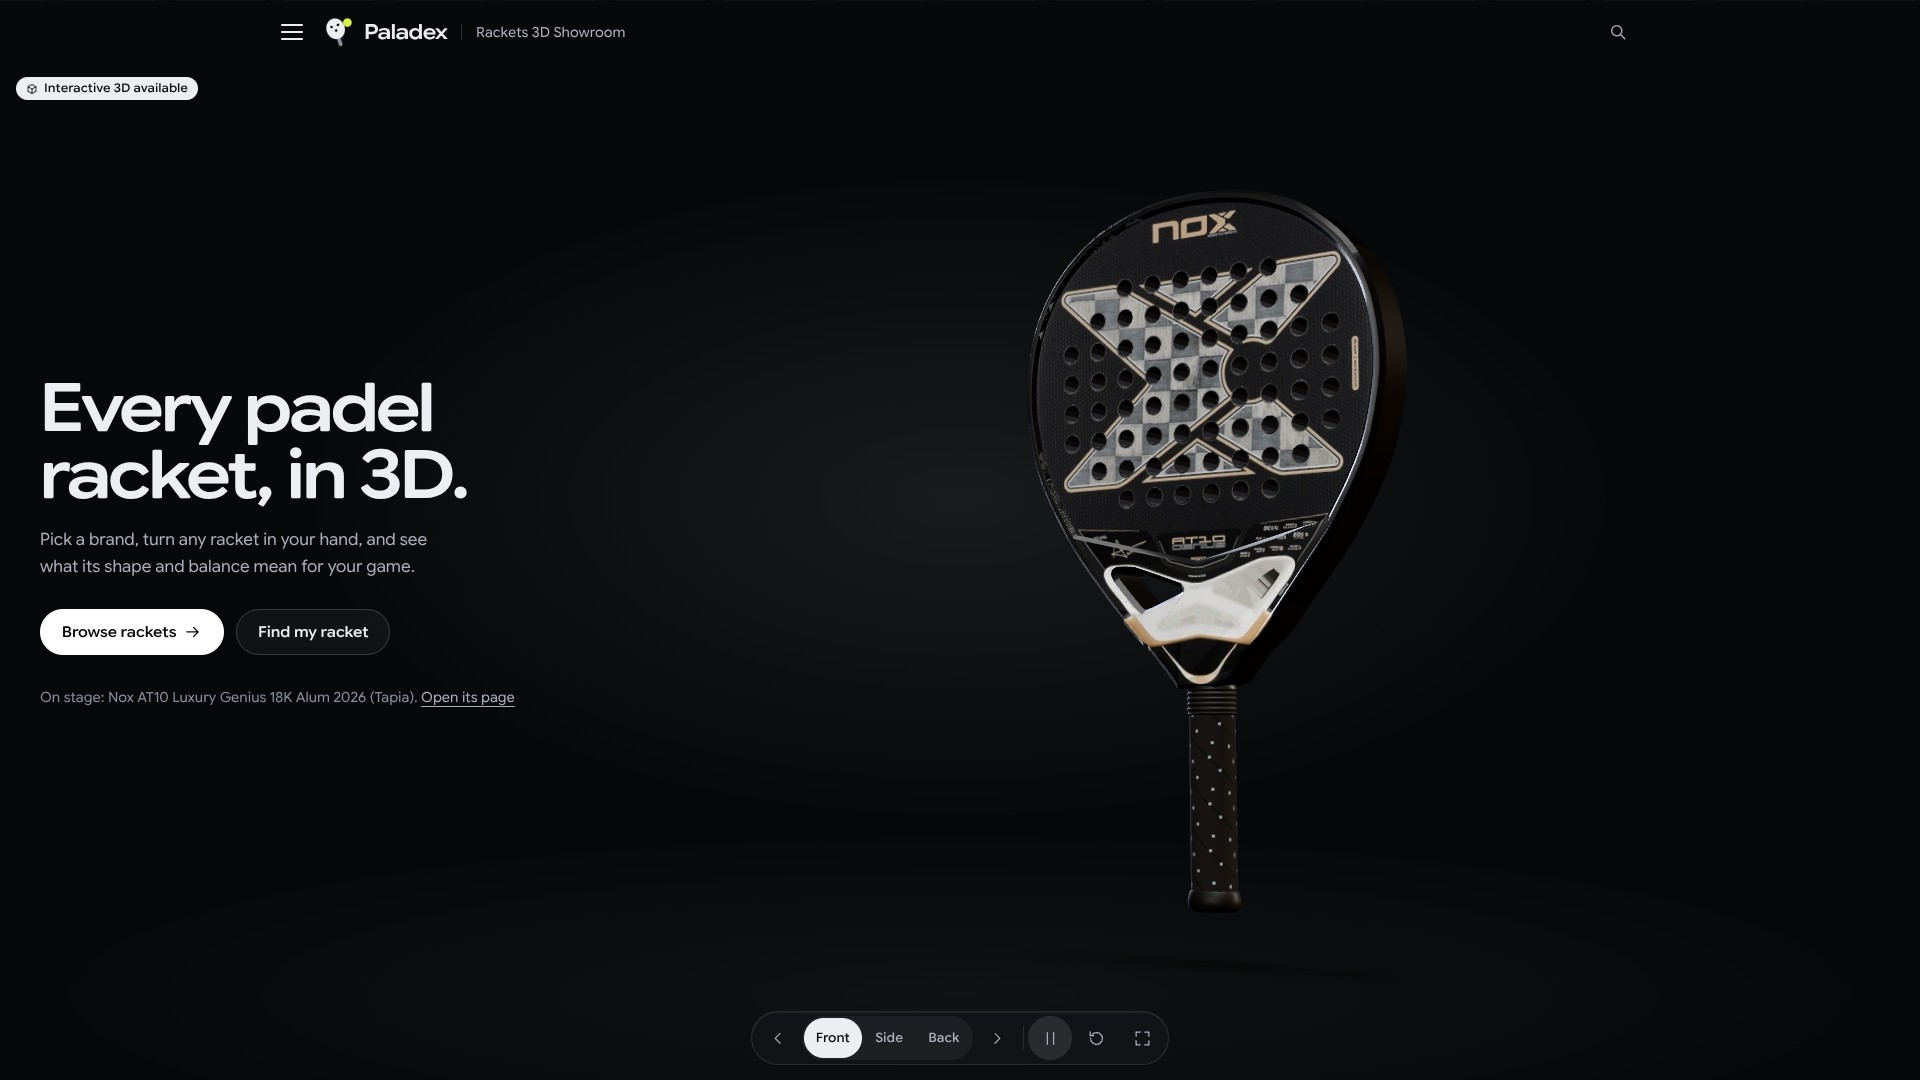 Paladex
Rackets 3D Showroom
Interactive 3D available
nox
AT10
GENIUS
Every padel
racket, in 3D.
Pick a brand, turn any racket in your hand, and see
what its shape and balance mean for your game.
Browse rackets
Find my racket
On stage: Nox AT10 Luxury Genius 18K Alum 2026 (Tapia). Open its page
Front
Side
Back